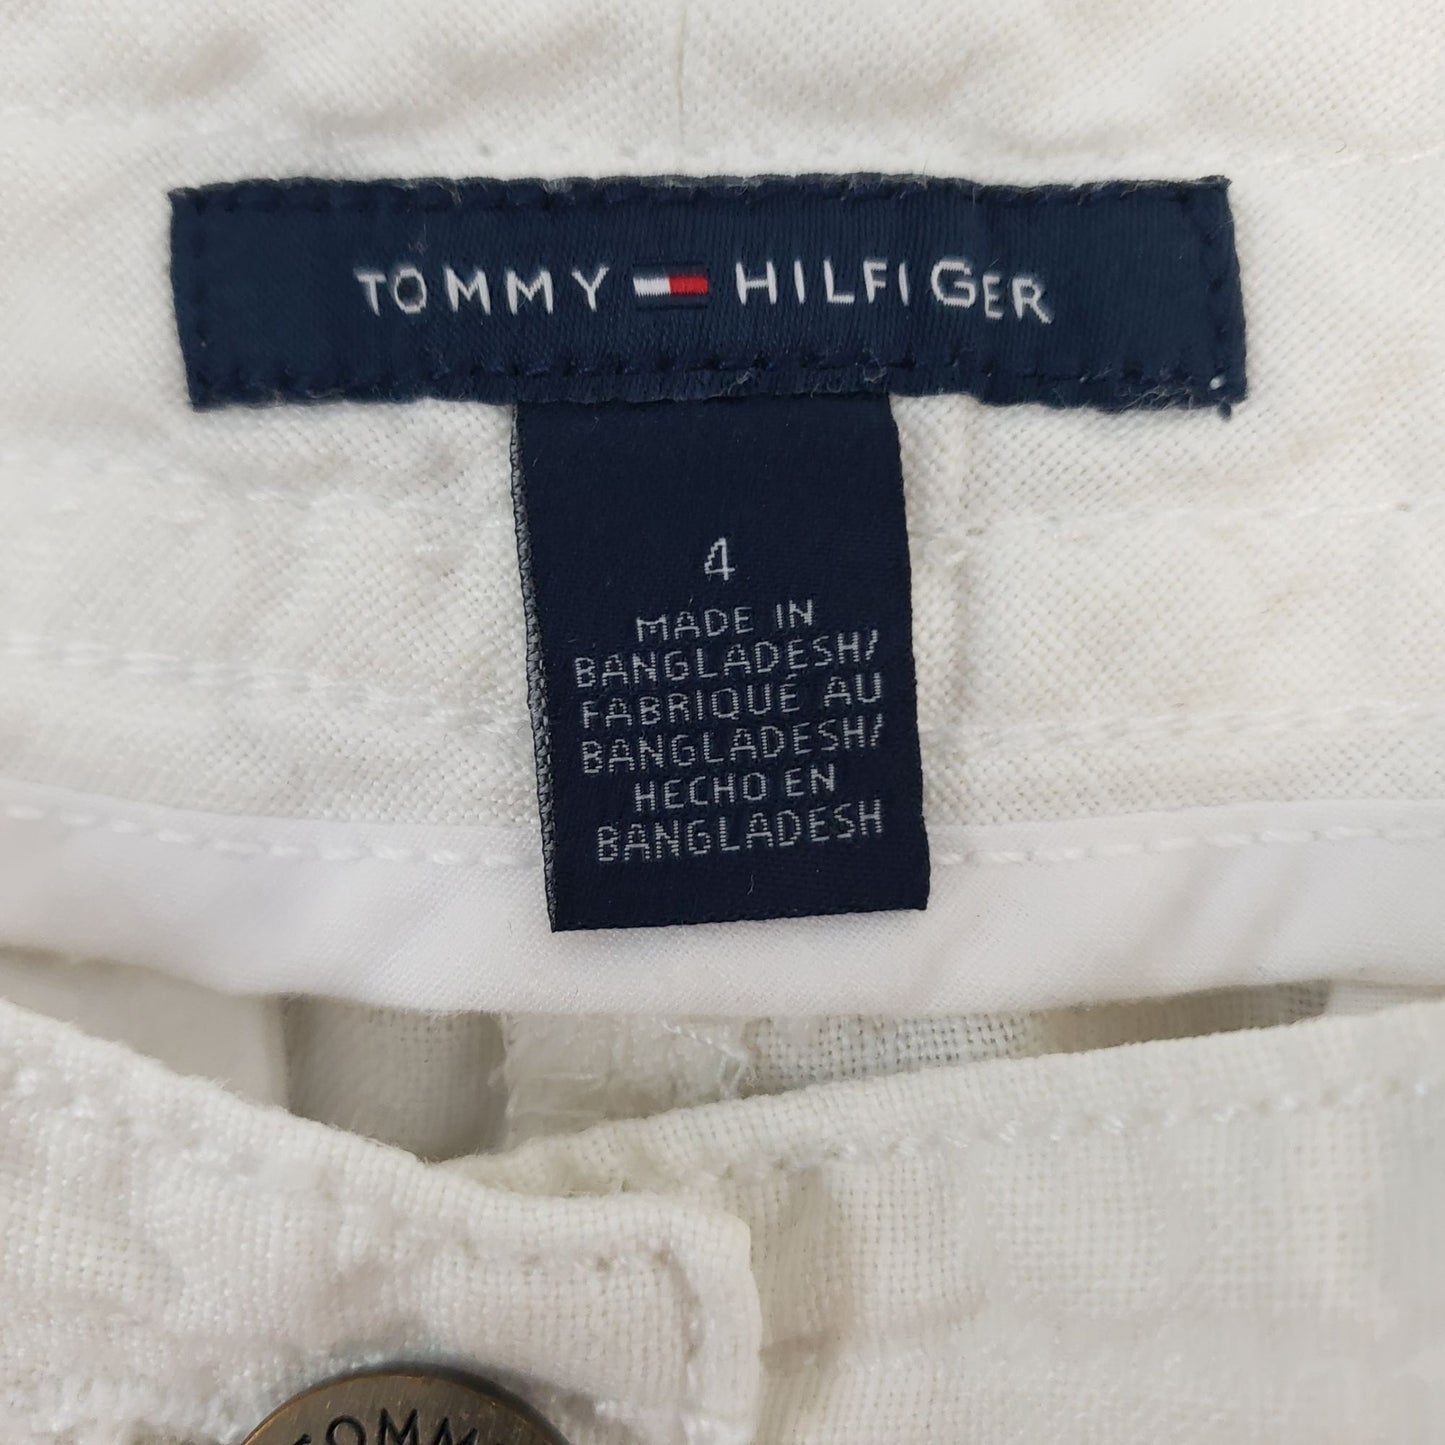 TOMMY HILFIGER
4
MADE IN
BANGLADESH/
FABRIQUÉ AU
BANGLADESH/
HECHO EN
BANGLADESH